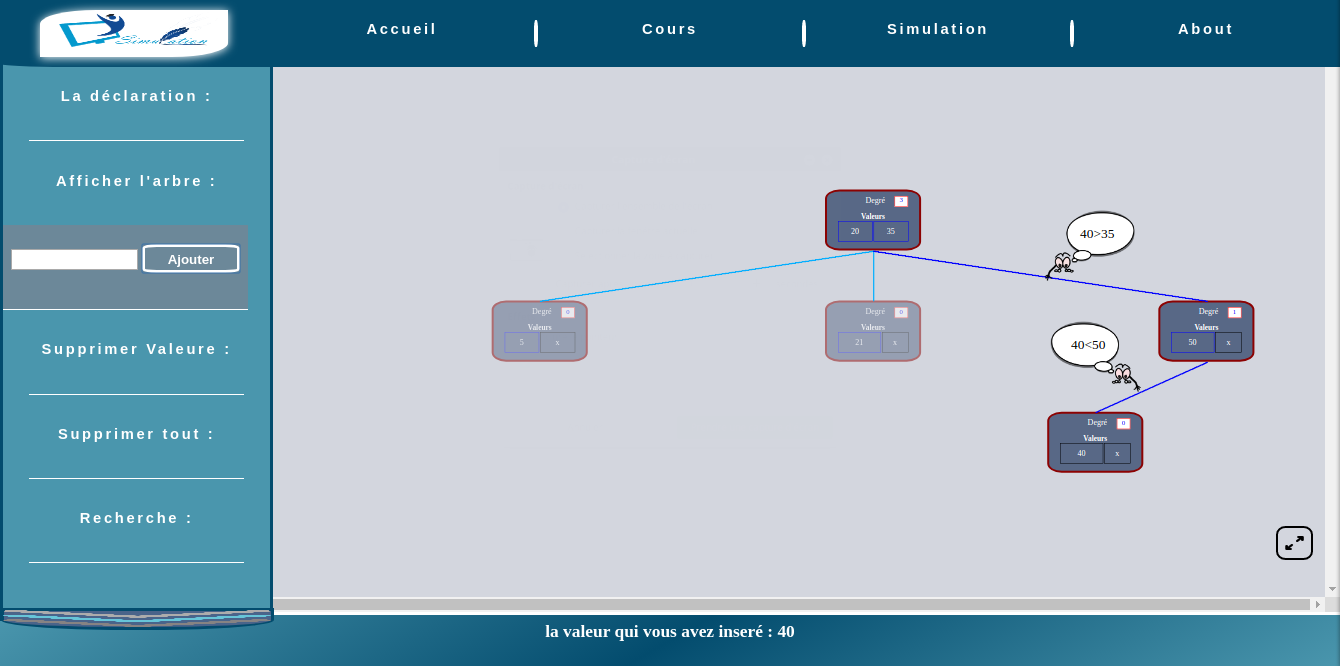 Simulation
Accueil
Cours
Simulation
About
La déclaration :
Afficher l'arbre :
Ajouter
Supprimer Valeure :
Supprimer tout :
Recherche :
Degré 3
Valeurs
20 35
40>35
Degré 0
Valeurs
5 x
Degré 0
Valeurs
21 x
Degré 1
Valeurs
50 x
40<50
Degré 0
Valeurs
40 x
la valeur qui vous avez inseré : 40